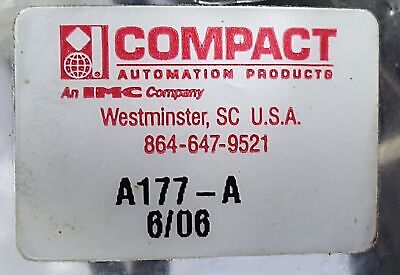 COMPACT
AUTOMATION PRODUCTS
An IMC Company
Westminster, SC U.S.A.
864-647-9521
A177-A
6/06